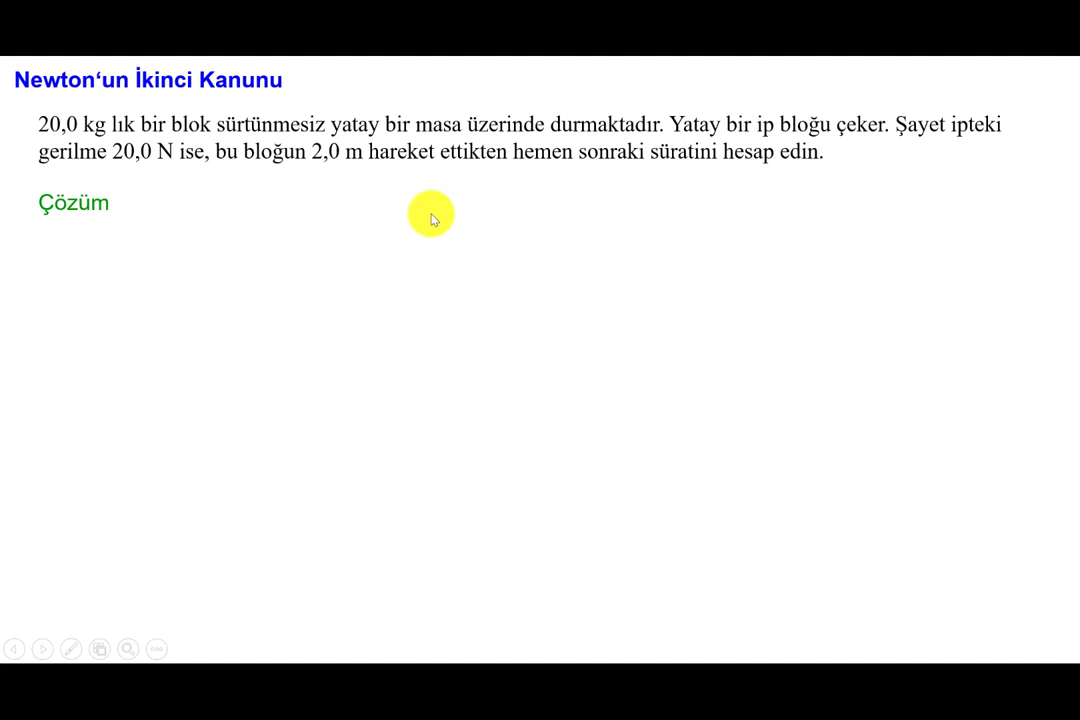 Newton‘un İkinci Kanunu
20,0 kg lık bir blok sürtünmesiz yatay bir masa üzerinde durmaktadır. Yatay bir ip bloğu çeker. Şayet ipteki
gerilme 20,0 N ise, bu bloğun 2,0 m hareket ettikten hemen sonraki süratini hesap edin.
Çözüm